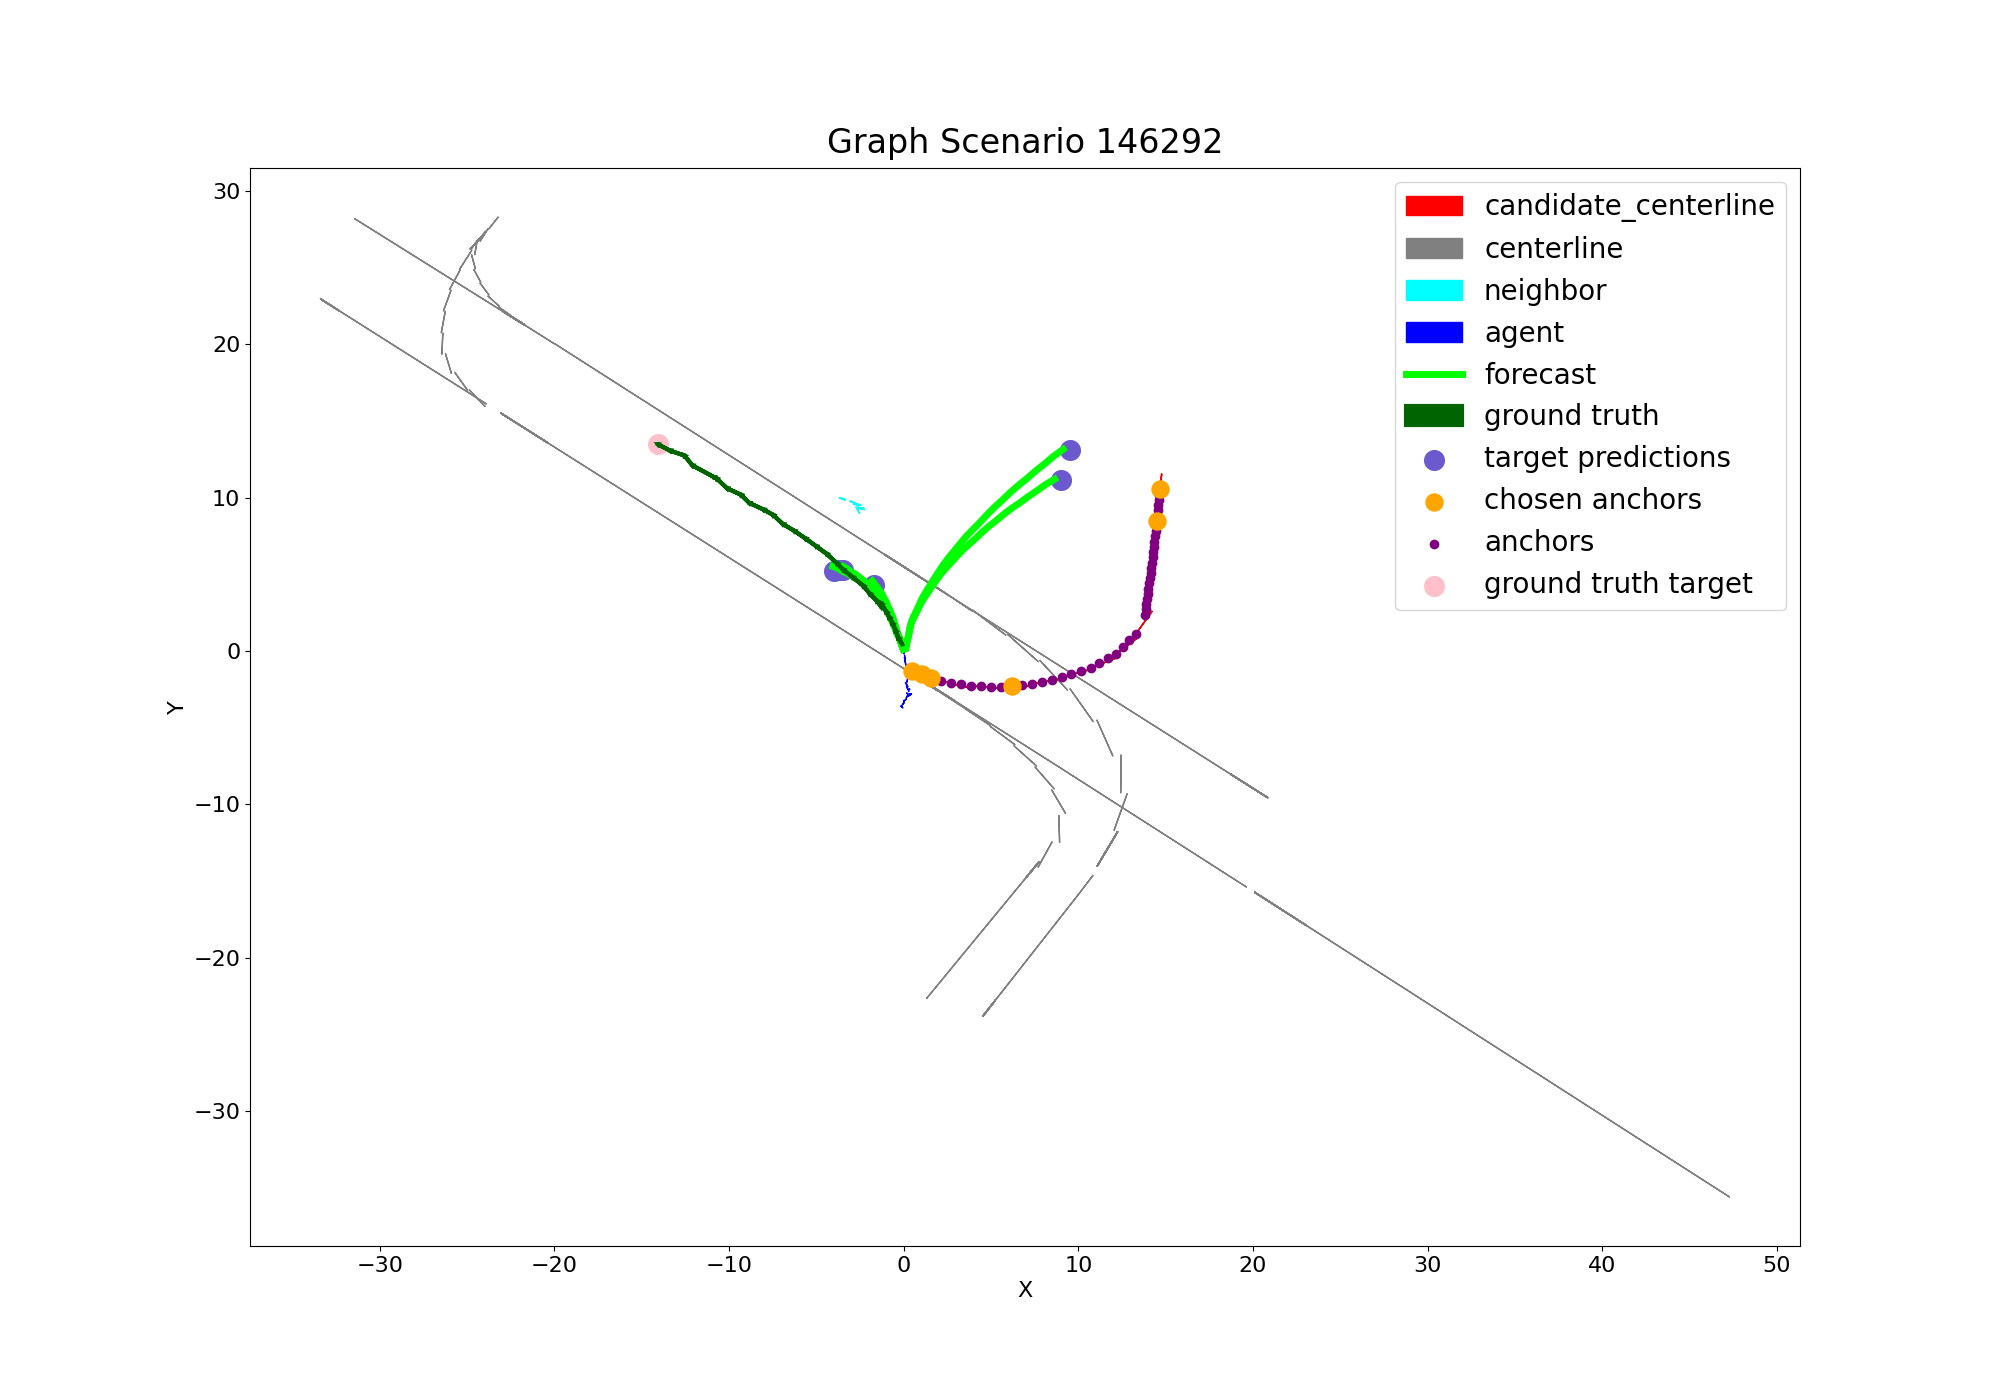 Graph Scenario 146292
candidate_centerline
centerline
neighbor
agent
forecast
ground truth
target predictions
chosen anchors
anchors
ground truth target
30
20
10
0
−10
−20
−30
Y
−30
−20
−10
0
10
20
30
40
50
X